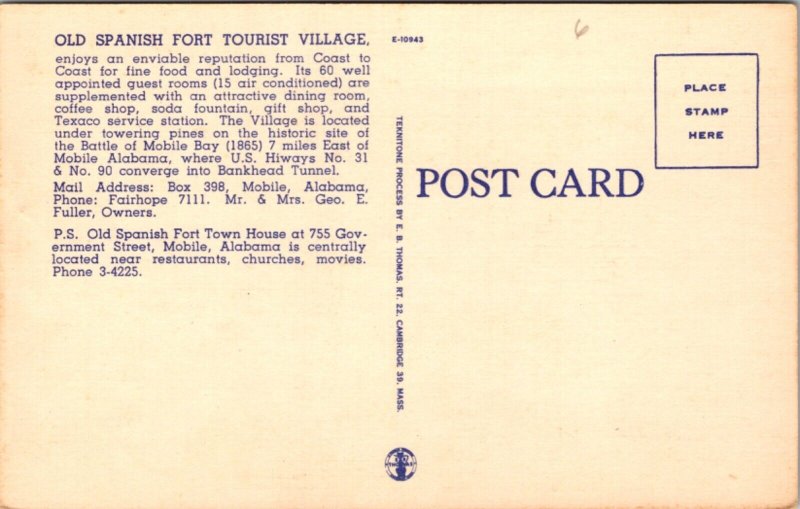 OLD SPANISH FORT TOURIST VILLAGE,
enjoys an enviable reputation from Coast to
Coast for fine food and lodging. Its 60 well
appointed guest rooms (15 air conditioned) are
supplemented with an attractive dining room,
coffee shop, soda fountain, gift shop, and
Texaco service station. The Village is located
under towering pines on the historic site of
the Battle of Mobile Bay (1865) 7 miles East of
Mobile Alabama, where U.S. Hiways No. 31
& No. 90 converge into Bankhead Tunnel.
Mail Address: Box 398, Mobile, Alabama,
Phone: Fairhope 7111. Mr. & Mrs. Geo. E.
Fuller, Owners.
P.S. Old Spanish Fort Town House at 755 Gov-
ernment Street, Mobile, Alabama is centrally
located near restaurants, churches, movies.
Phone 3-4225.
E-10943
TEKNITONE PROCESS BY E. B. THOMAS, RT. 22, CAMBRIDGE 39, MASS.
6
PLACE
STAMP
HERE
POST CARD
THOMAS